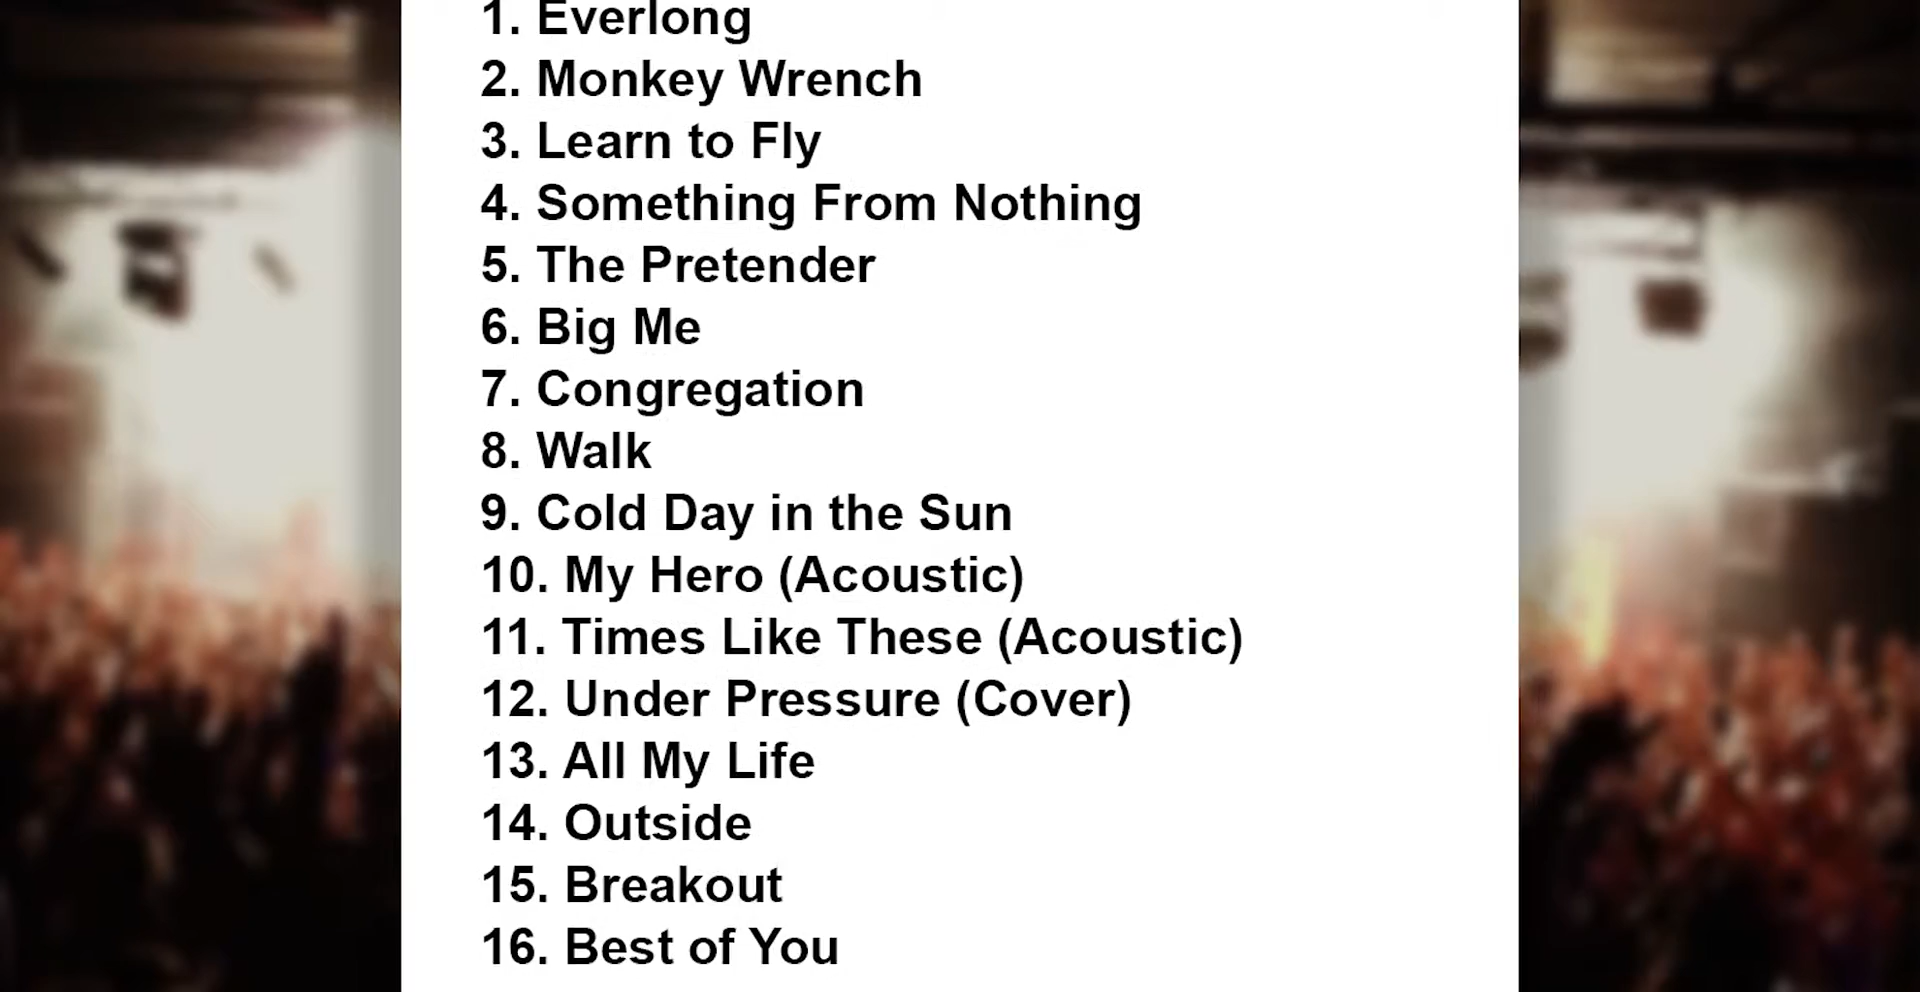 1. Everlong
2. Monkey Wrench
3. Learn to Fly
4. Something From Nothing
5. The Pretender
6. Big Me
7. Congregation
8. Walk
9. Cold Day in the Sun
10. My Hero (Acoustic)
11. Times Like These (Acoustic)
12. Under Pressure (Cover)
13. All My Life
14. Outside
15. Breakout
16. Best of You